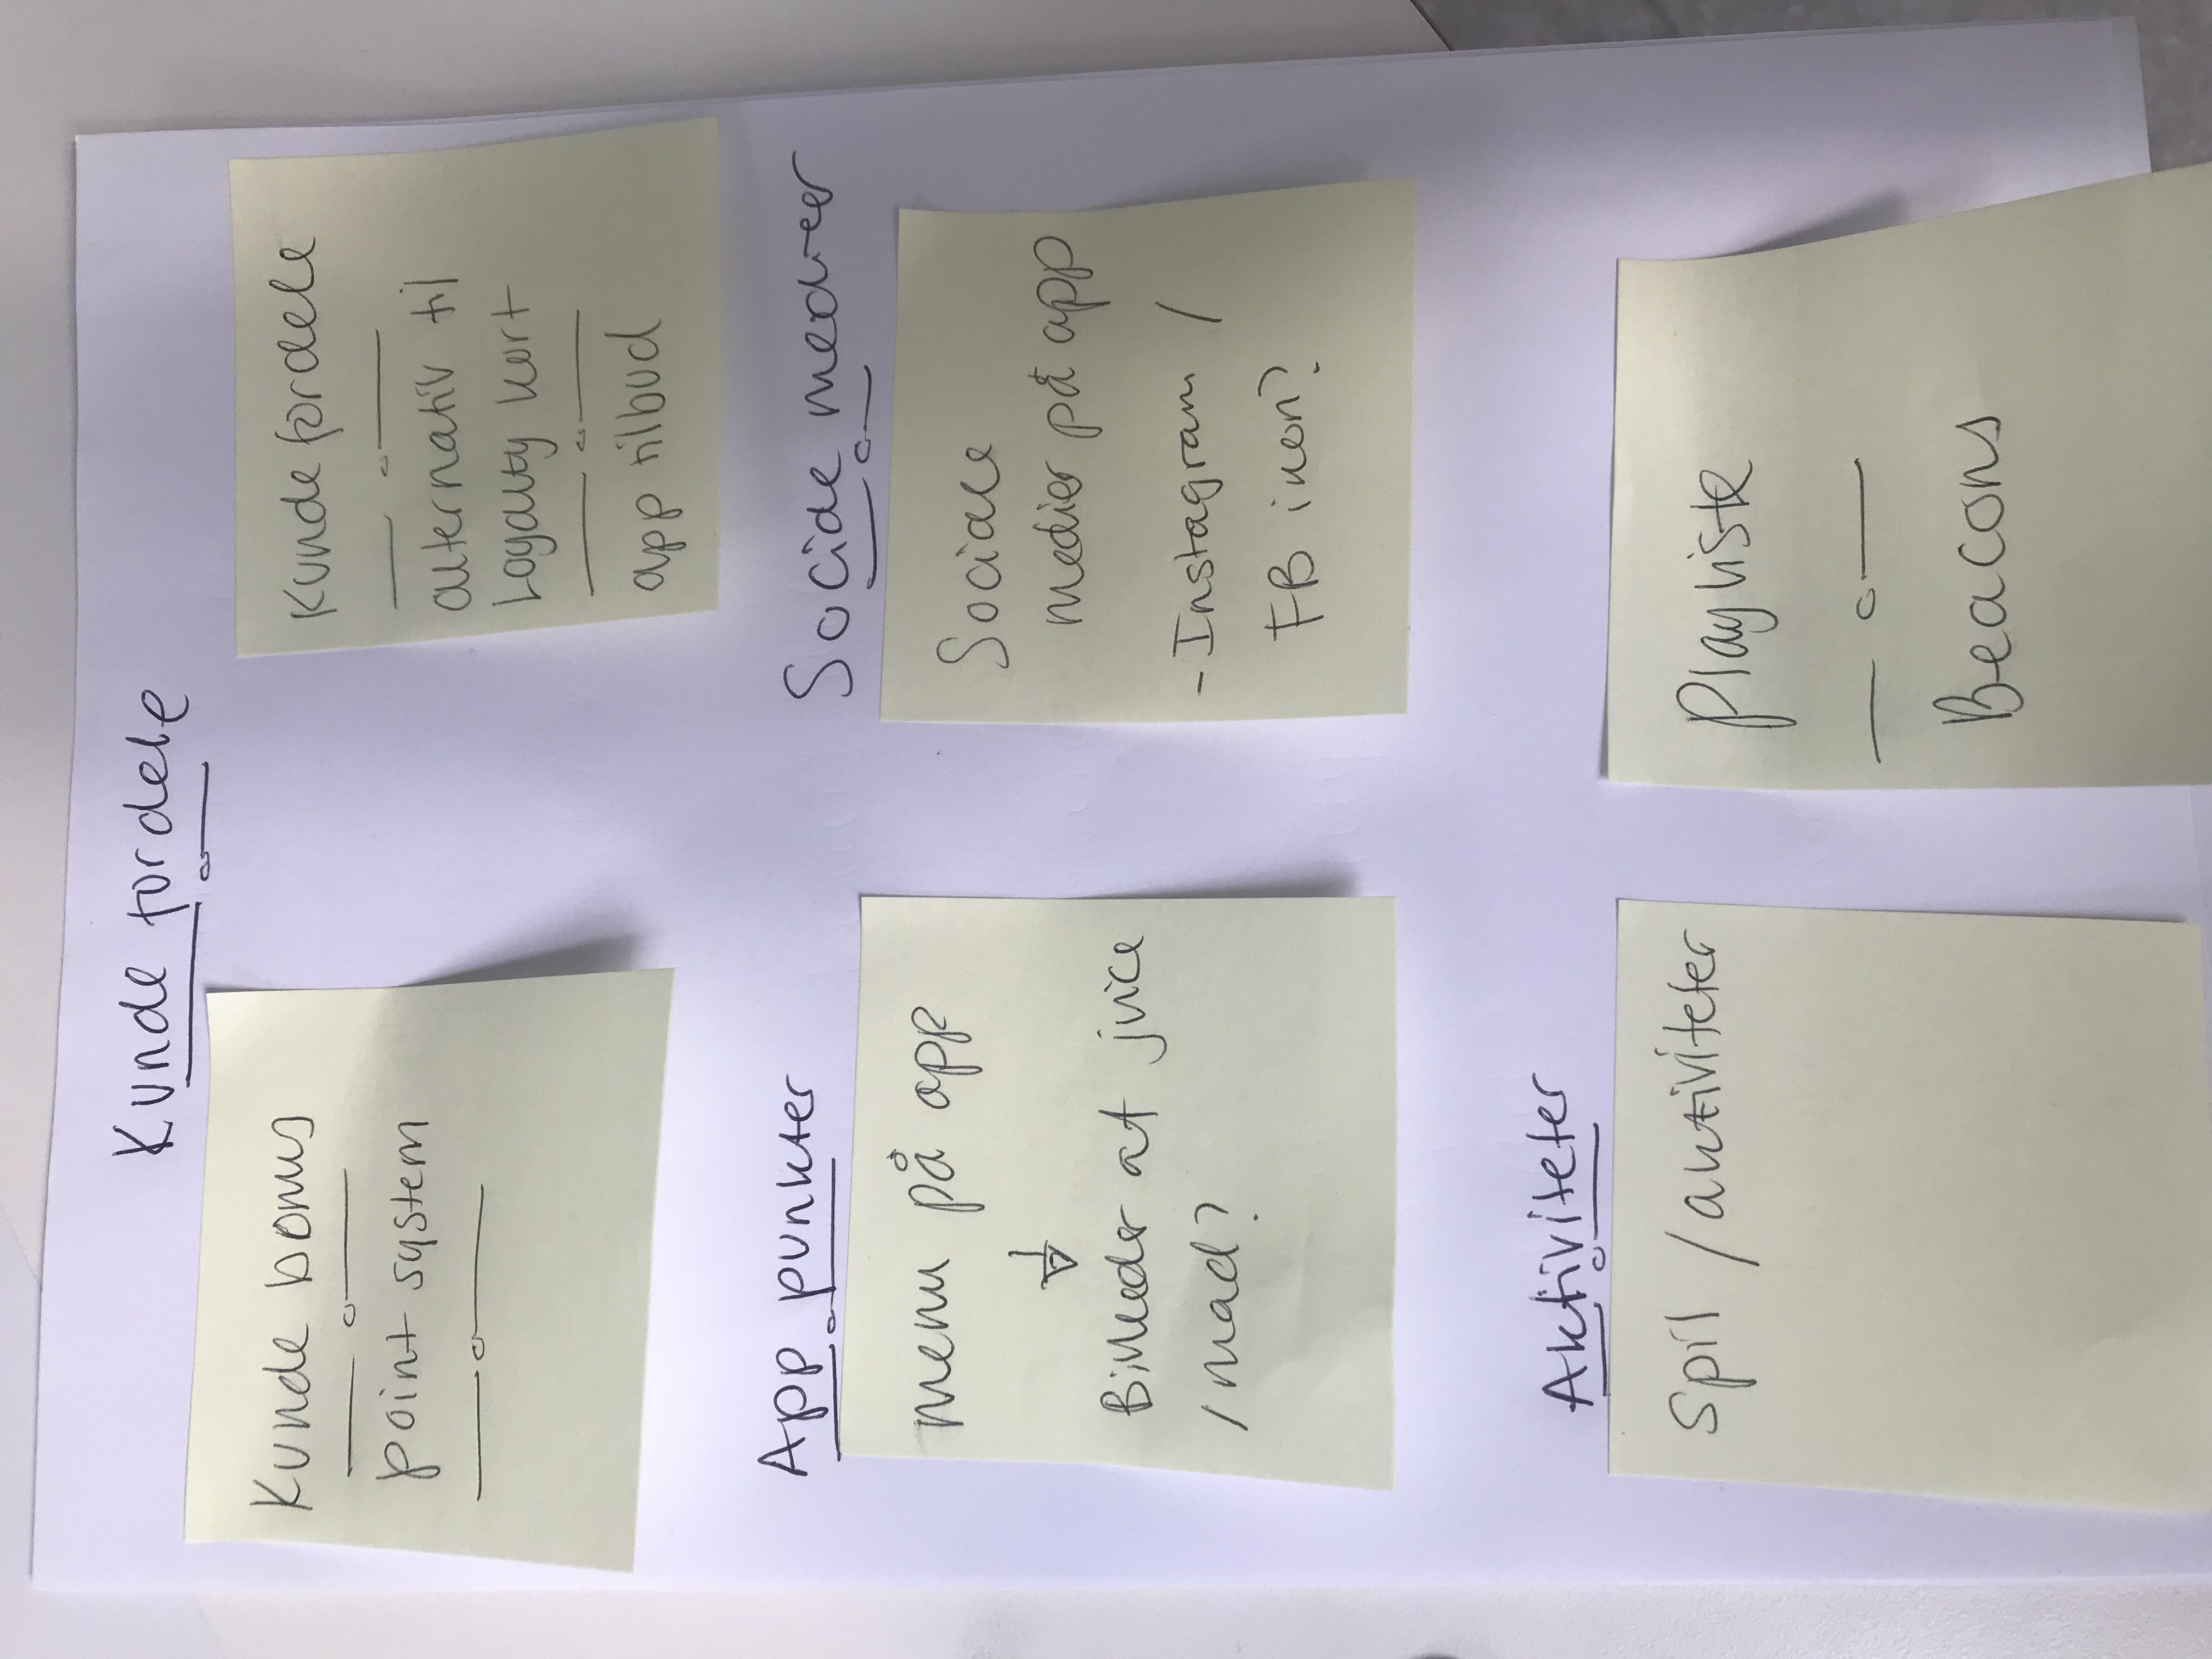 Kunde fordele
Kunde bonus
point system
Kunde fordele
alternativ til
Loyalty kort
app tilbud
App punkter
menu på app
Billeder af juice
/ mad?
Sociale medier
Sociale
medier på app
- Instagram /
FB ikon?
Aktiviteter
Spil / aktiviteter
Playliste
Beacons